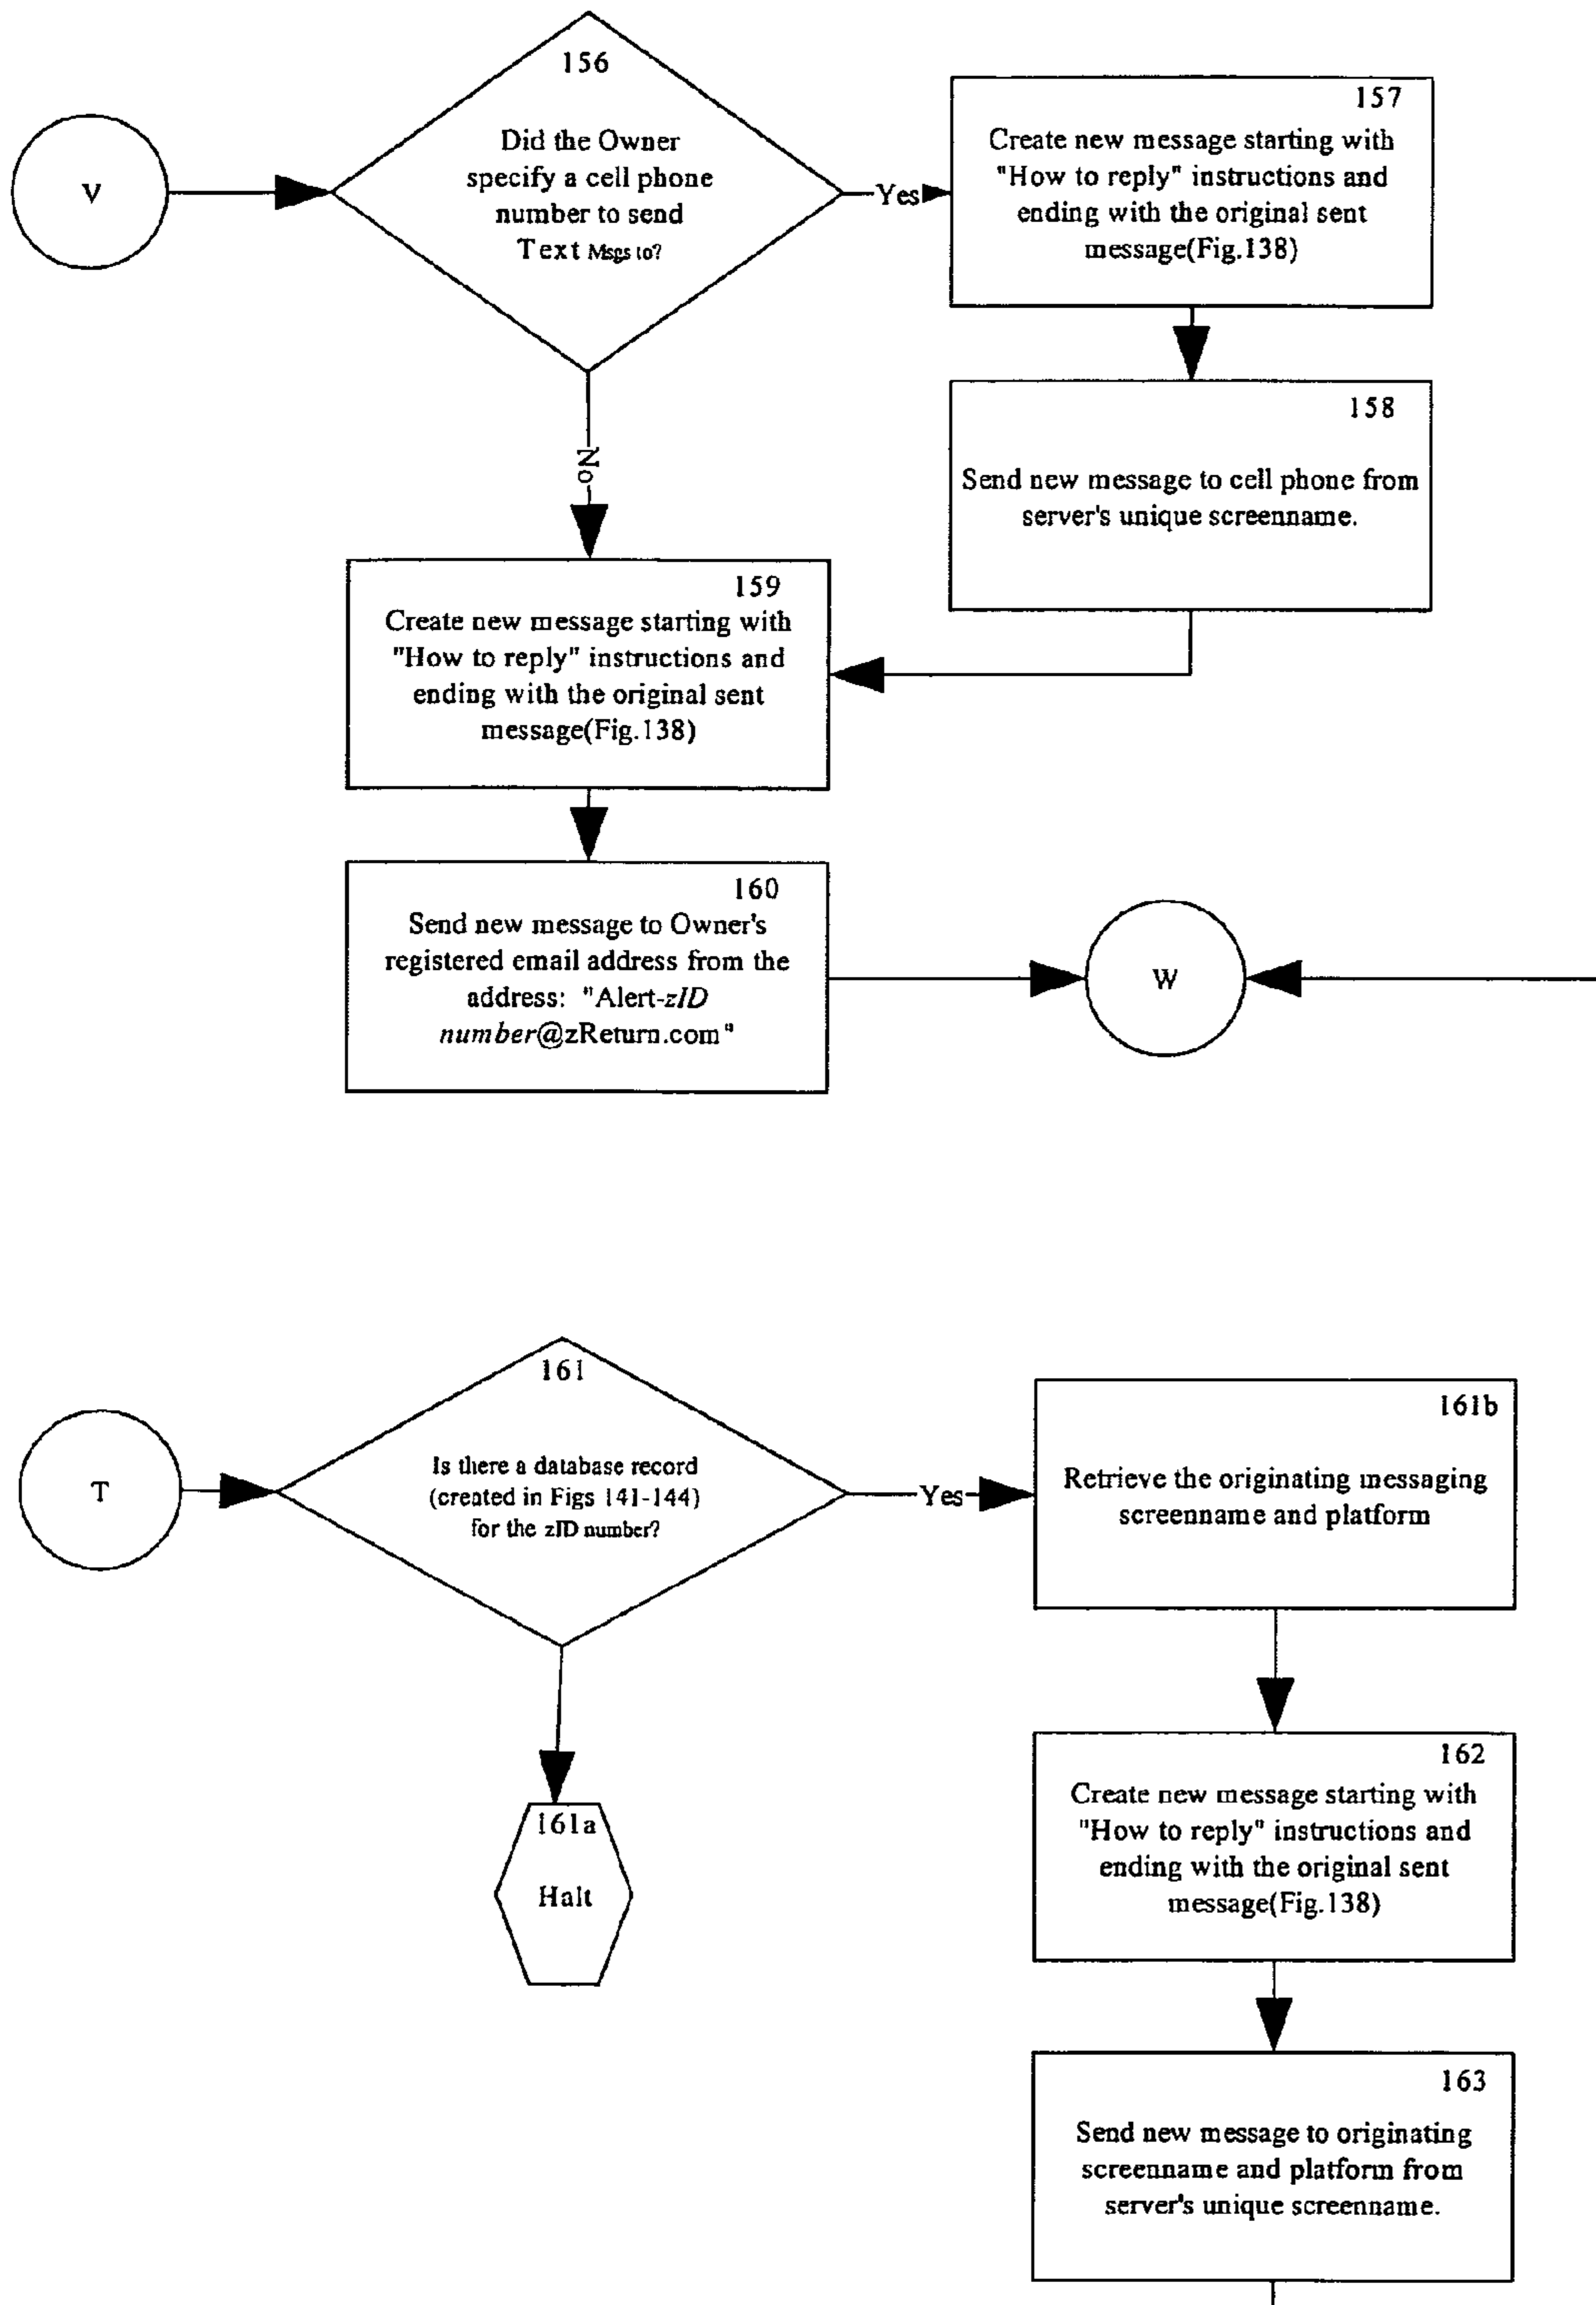 156
Did the Owner
specify a cell phone
number to send
Text Msgs to?
V
Yes
157
Create new message starting with
"How to reply" instructions and
ending with the original sent
message(Fig.138)
158
Send new message to cell phone from
server's unique screenname.
No
159
Create new message starting with
"How to reply" instructions and
ending with the original sent
message(Fig.138)
160
Send new message to Owner's
registered email address from the
address: "Alert-zID
number@zReturn.com"
W
T
161
Is there a database record
(created in Figs 141-144)
for the zID number?
Yes
161b
Retrieve the originating messaging
screenname and platform
161a
Halt
162
Create new message starting with
"How to reply" instructions and
ending with the original sent
message(Fig.138)
163
Send new message to originating
screenname and platform from
server's unique screenname.